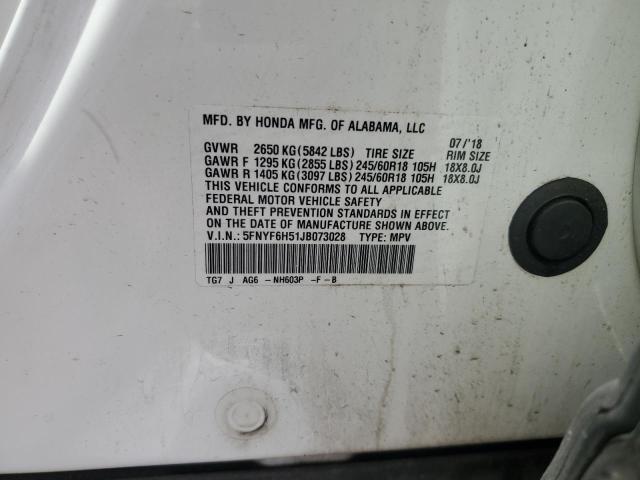 MFD. BY HONDA MFG. OF ALABAMA, LLC
07/'18
GVWR 2650 KG(5842 LBS) TIRE SIZE RIM SIZE
GAWR F 1295 KG(2855 LBS) 245/60R18 105H 18X8.0J
GAWR R 1405 KG(3097 LBS) 245/60R18 105H 18X8.0J
THIS VEHICLE CONFORMS TO ALL APPLICABLE
FEDERAL MOTOR VEHICLE SAFETY
AND THEFT PREVENTION STANDARDS IN EFFECT
ON THE DATE OF MANUFACTURE SHOWN ABOVE.
V.I.N.: 5FNYF6H51JB073028 TYPE: MPV
TG7 J AG6 -NH603P -F-B